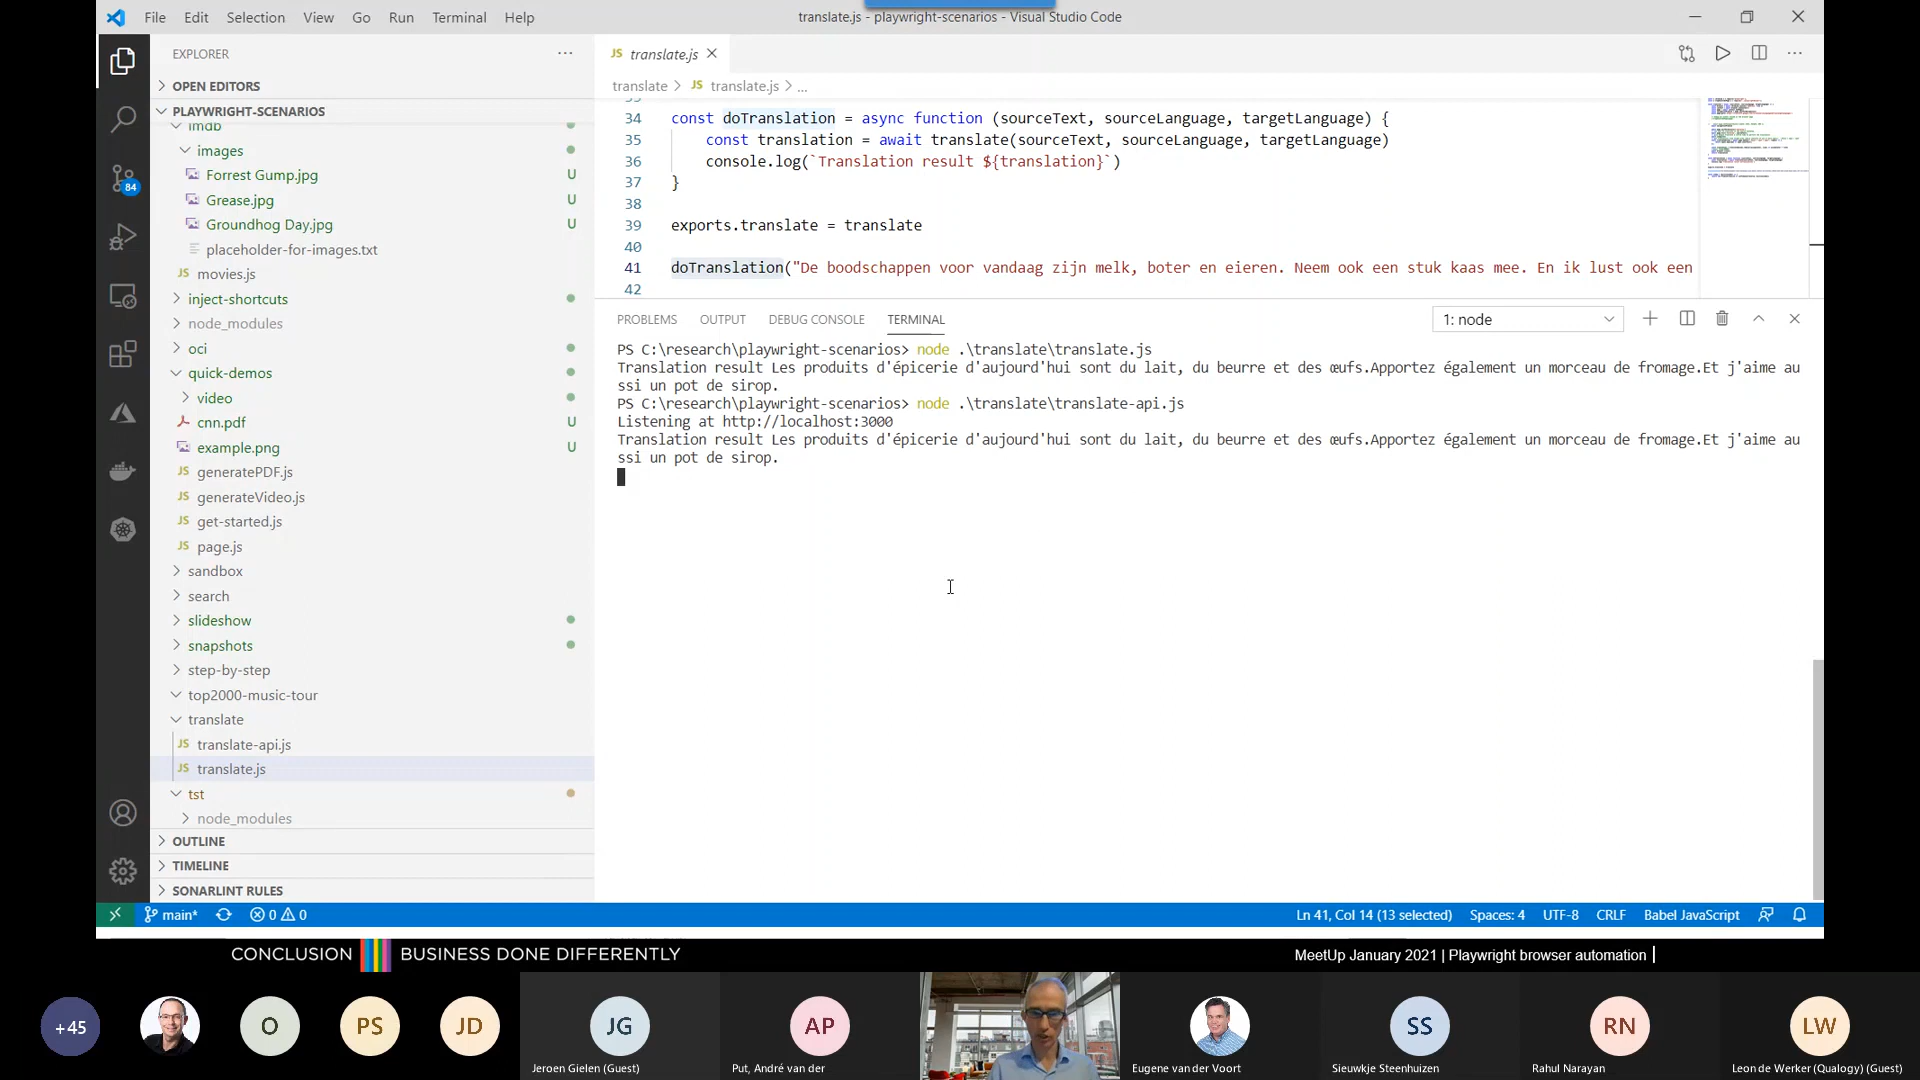 File Edit Selection View Go Run Terminal Help
translate.js - playwright-scenarios - Visual Studio Code
EXPLORER
OPEN EDITORS
PLAYWRIGHT-SCENARIOS
imdb
images
Forrest Gump.jpg U
Grease.jpg U
Groundhog Day.jpg U
placeholder-for-images.txt
JS movies.js
inject-shortcuts
node_modules
oci
quick-demos
video
cnn.pdf U
example.png U
JS generatePDF.js
JS generateVideo.js
JS get-started.js
JS page.js
sandbox
search
slideshow
snapshots
step-by-step
top2000-music-tour
translate
JS translate-api.js
JS translate.js
tst
node_modules
OUTLINE
TIMELINE
SONARLINT RULES
84
JS translate.js
translate > JS translate.js > ...
34 const doTranslation = async function (sourceText, sourceLanguage, targetLanguage) {
35 const translation = await translate(sourceText, sourceLanguage, targetLanguage)
36 console.log(`Translation result ${translation}`)
37 }
38
39 exports.translate = translate
40
41 doTranslation("De boodschappen voor vandaag zijn melk, boter en eieren. Neem ook een stuk kaas mee. En ik lust ook een
42
PROBLEMS OUTPUT DEBUG CONSOLE TERMINAL
1: node
PS C:\research\playwright-scenarios> node .\translate\translate.js
Translation result Les produits d'épicerie d'aujourd'hui sont du lait, du beurre et des œufs.Apportez également un morceau de fromage.Et j'aime au
ssi un pot de sirop.
PS C:\research\playwright-scenarios> node .\translate\translate-api.js
Listening at http://localhost:3000
Translation result Les produits d'épicerie d'aujourd'hui sont du lait, du beurre et des œufs.Apportez également un morceau de fromage.Et j'aime au
ssi un pot de sirop.
main* 0 0
Ln 41, Col 14 (13 selected) Spaces: 4 UTF-8 CRLF Babel JavaScript
CONCLUSION BUSINESS DONE DIFFERENTLY
MeetUp January 2021 | Playwright browser automation |
+45 O PS JD JG AP SS RN LW
Jeroen Gielen (Guest)
Put, André van der
Eugene van der Voort
Sieuwkje Steenhuizen
Rahul Narayan
Leon de Werker (Qualogy) (Guest)